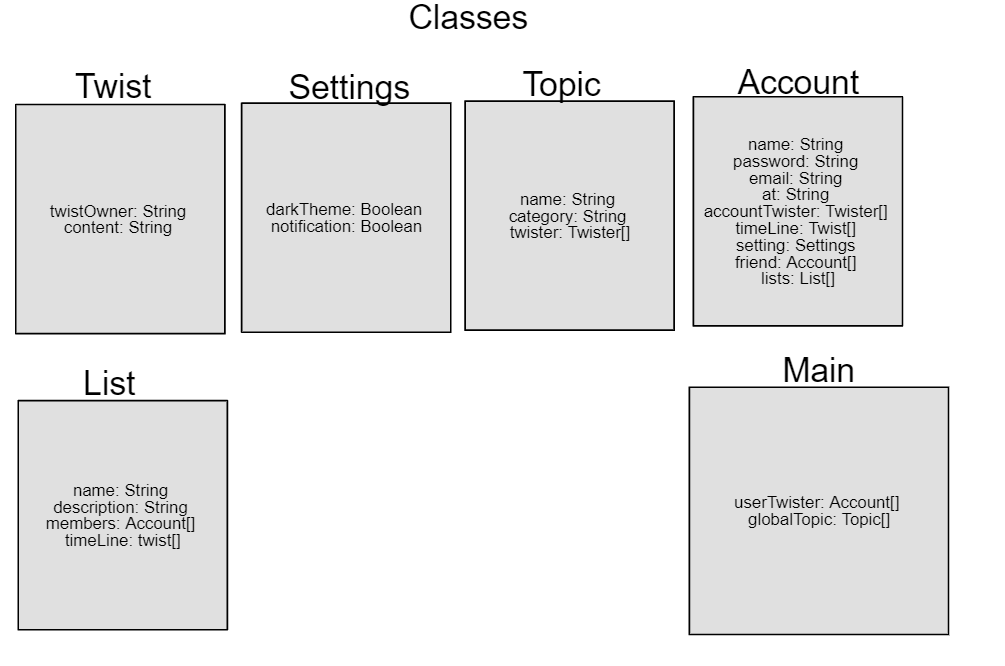 Classes
Twist
twistOwner: String
content: String
Settings
darkTheme: Boolean
notification: Boolean
Topic
name: String
category: String
twister: Twister[]
Account
name: String
password: String
email: String
at: String
accountTwister: Twister[]
timeLine: Twist[]
setting: Settings
friend: Account[]
lists: List[]
List
name: String
description: String
members: Account[]
timeLine: twist[]
Main
userTwister: Account[]
globalTopic: Topic[]